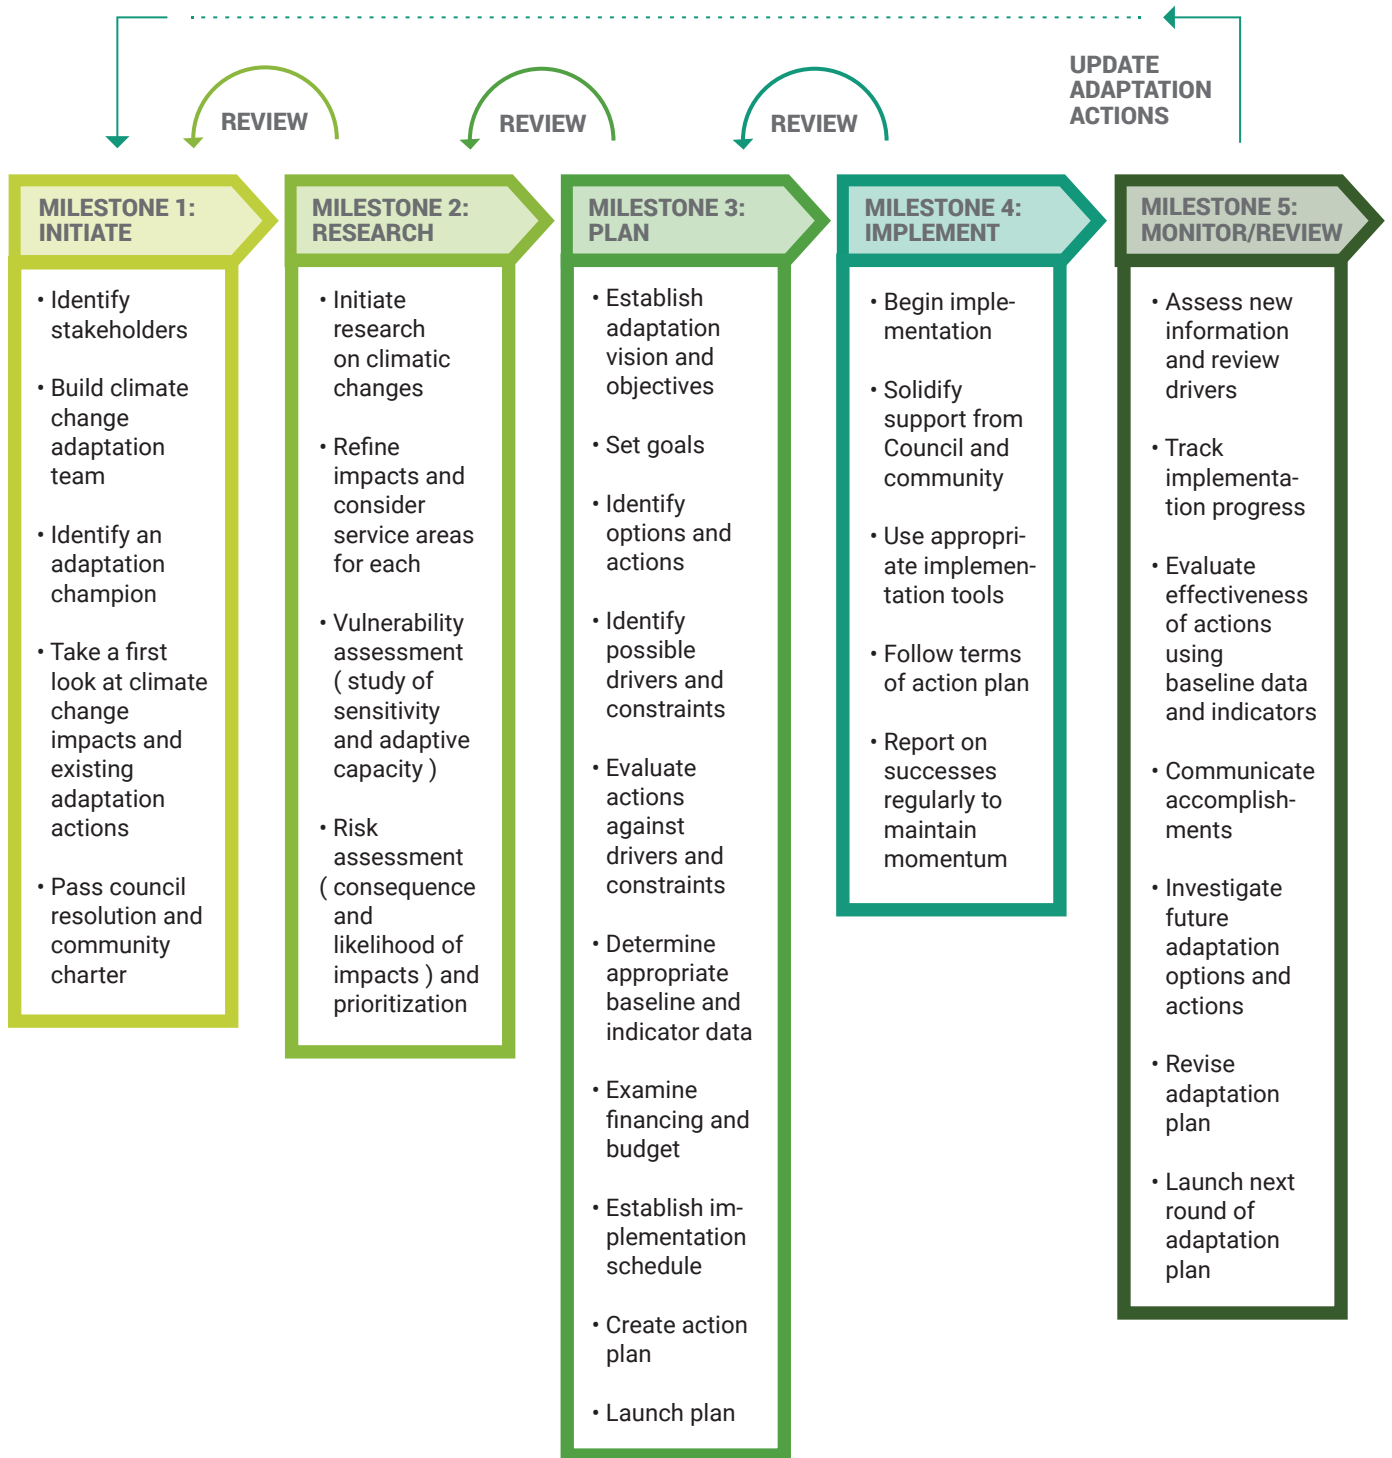 UPDATE
ADAPTATION
ACTIONS
REVIEW
REVIEW
REVIEW
MILESTONE 1:
INITIATE
• Identify
stakeholders
• Build climate
change
adaptation
team
• Identify an
adaptation
champion
• Take a first
look at climate
change
impacts and
existing
adaptation
actions
• Pass council
resolution and
community
charter
MILESTONE 2:
RESEARCH
• Initiate
research
on climatic
changes
• Refine
impacts and
consider
service areas
for each
• Vulnerability
assessment
( study of
sensitivity
and adaptive
capacity )
• Risk
assessment
( consequence
and
likelihood of
impacts ) and
prioritization
MILESTONE 3:
PLAN
• Establish
adaptation
vision and
objectives
• Set goals
• Identify
options and
actions
• Identify
possible
drivers and
constraints
• Evaluate
actions
against
drivers and
constraints
• Determine
appropriate
baseline and
indicator data
• Examine
financing and
budget
• Establish im-
plementation
schedule
• Create action
plan
• Launch plan
MILESTONE 4:
IMPLEMENT
• Begin imple-
mentation
• Solidify
support from
Council and
community
• Use appropri-
ate implemen-
tation tools
• Follow terms
of action plan
• Report on
successes
regularly to
maintain
momentum
MILESTONE 5:
MONITOR/REVIEW
• Assess new
information
and review
drivers
• Track
implementa-
tion progress
• Evaluate
effectiveness
of actions
using
baseline data
and indicators
• Communicate
accomplish-
ments
• Investigate
future
adaptation
options and
actions
• Revise
adaptation
plan
• Launch next
round of
adaptation
plan